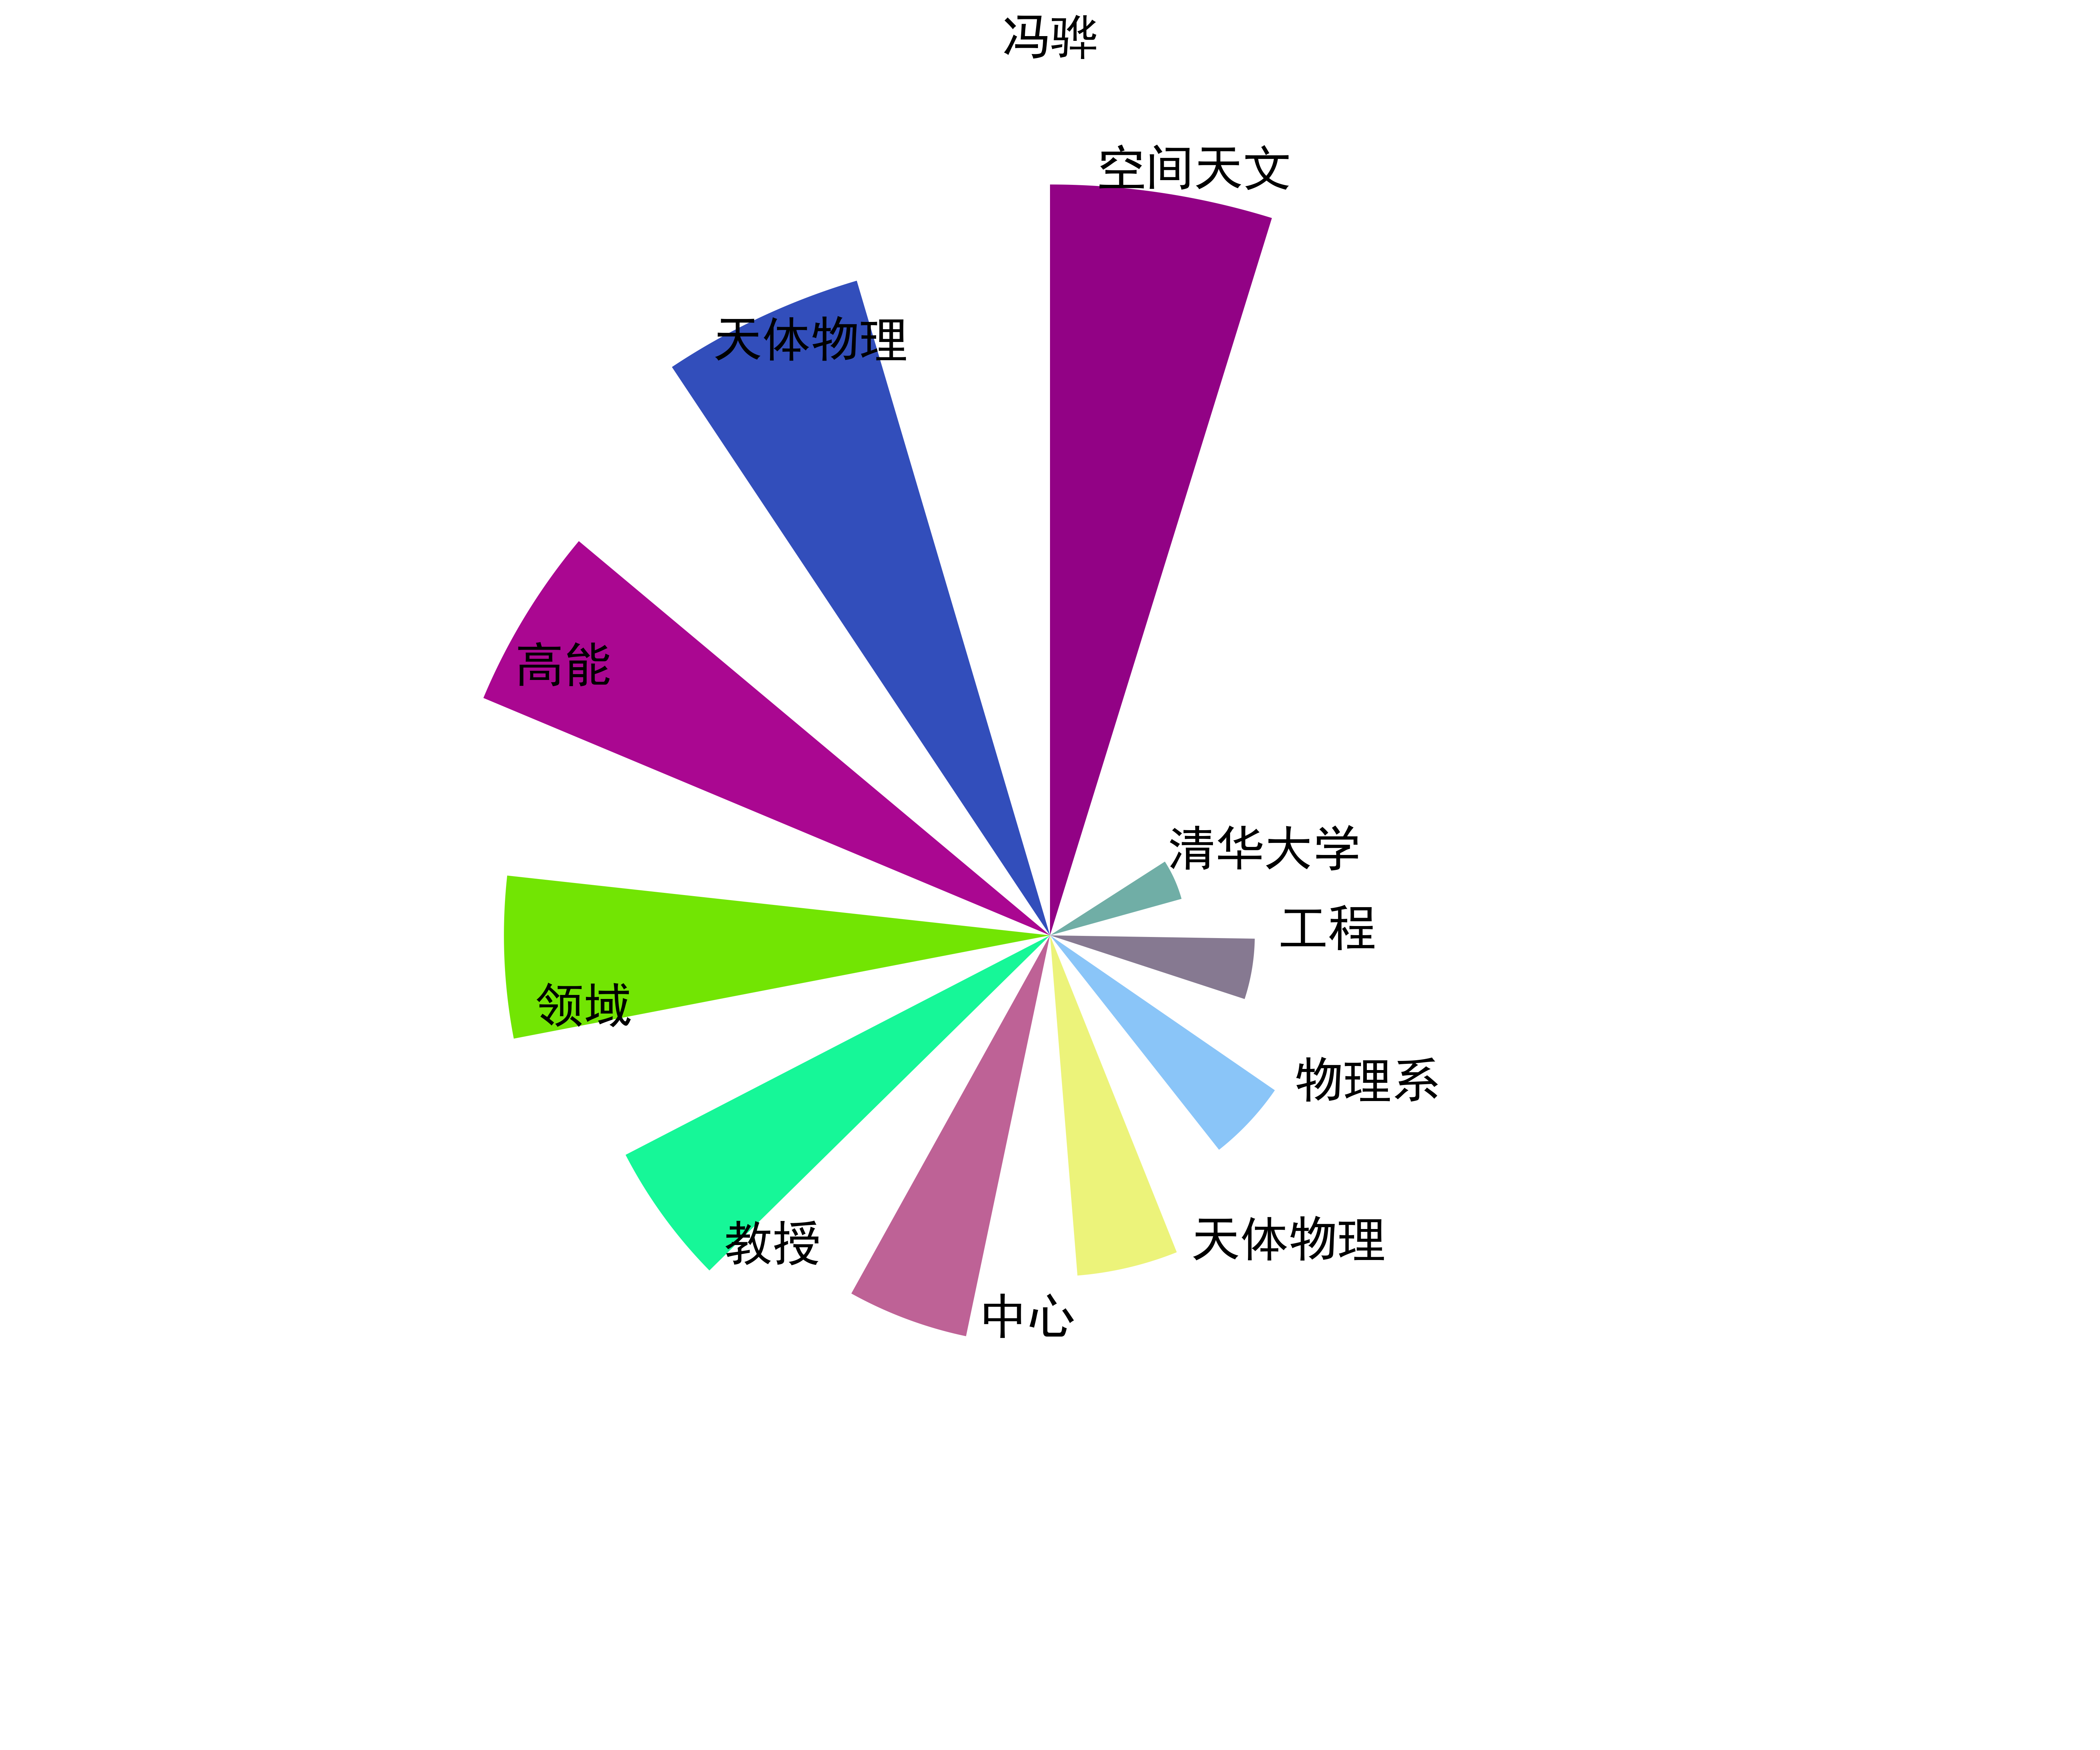 冯骅
空间天文
天体物理
高能
清华大学
工程
领域
物理系
教授
天体物理
中心